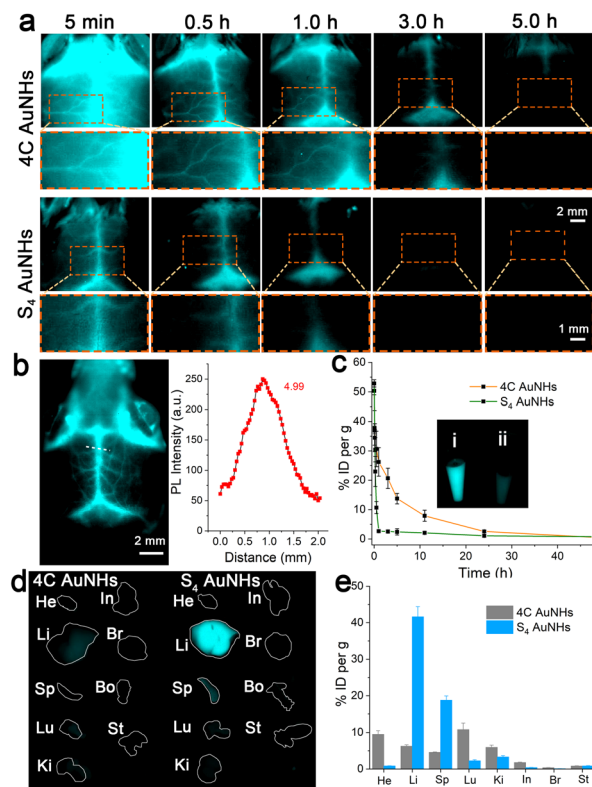 a
5 min 0.5 h 1.0 h 3.0 h 5.0 h
4C AuNHs
S4 AuNHs
2 mm
1 mm
b
2 mm
PL Intensity (a.u.)
250
200
150
100
50
0
4.99
0.0 0.5 1.0 1.5 2.0
Distance (mm)
c
% ID per g
60
50
40
30
20
10
0
4C AuNHs
S4 AuNHs
i ii
0 20 40
Time (h)
d
4C AuNHs S4 AuNHs
He In He In
Li Br Li Br
Sp Bo Sp Bo
Lu St Lu St
Ki Ki
e
% ID per g
50
40
30
20
10
0
4C AuNHs
S4 AuNHs
He Li Sp Lu Ki In Br St